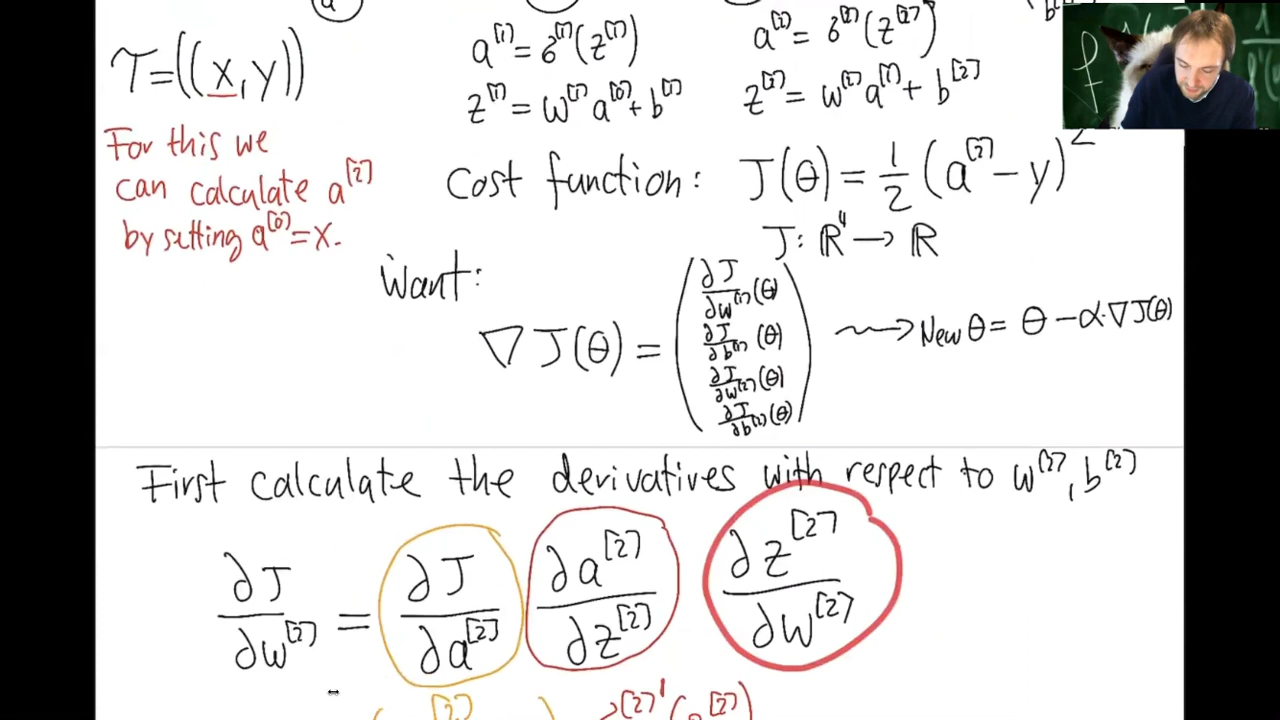 a^[1] = σ^[1](z^[1])
a^[2] = σ^[2](z^[2])
T = ((x, y))
z^[1] = w^[1] a^[0] + b^[1]
z^[2] = w^[2] a^[1] + b^[2]
For this we
can calculate a^[2]
by setting a^[0] = x.
Cost function: J(θ) = 1/2 (a^[2] − y)^2
J: ℝ^4 → ℝ
Want:
∇J(θ) = ( ∂J/∂w^[1] (θ)
∂J/∂b^[1] (θ)
∂J/∂w^[2] (θ)
∂J/∂b^[2] (θ) ) ⇝ New θ = θ − α·∇J(θ)
First calculate the derivatives with respect to w^[2], b^[2]
∂J/∂w^[2] = ∂J/∂a^[2] ∂a^[2]/∂z^[2] ∂z^[2]/∂w^[2]